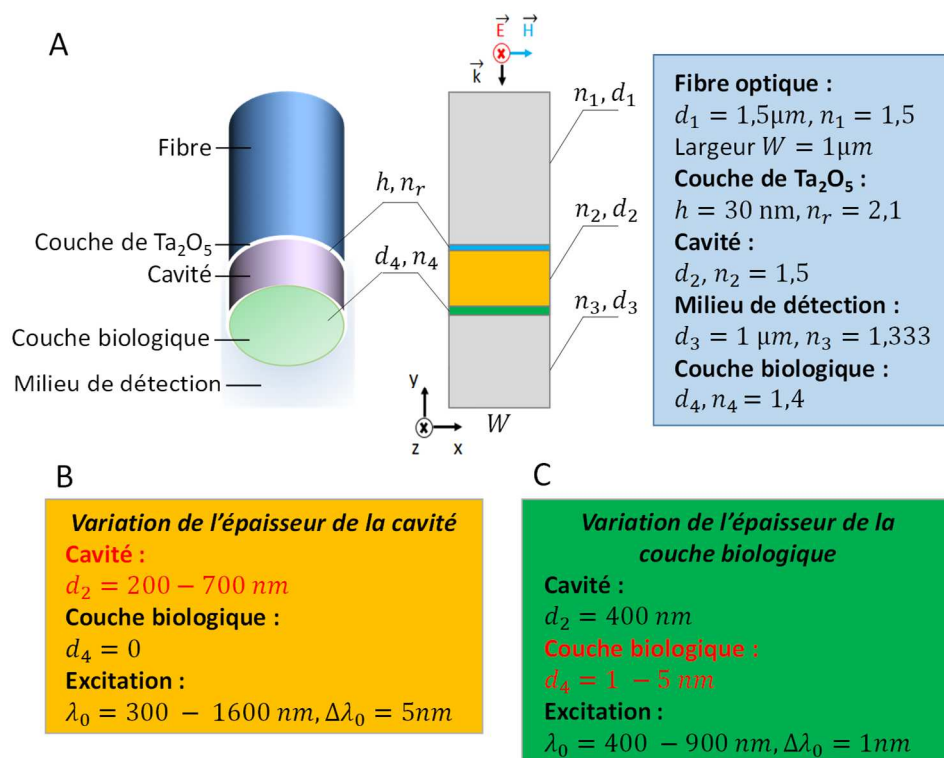 A
E⃗ H⃗
k⃗
n₁, d₁
Fibre
h, nᵣ
n₂, d₂
Couche de Ta₂O₅
d₄, n₄
Cavité
n₃, d₃
Couche biologique
Milieu de détection
y
z x
W
Fibre optique :
d₁ = 1,5μm, n₁ = 1,5
Largeur W = 1μm
Couche de Ta₂O₅ :
h = 30 nm, nᵣ = 2,1
Cavité :
d₂, n₂ = 1,5
Milieu de détection :
d₃ = 1 μm, n₃ = 1,333
Couche biologique :
d₄, n₄ = 1,4
B
Variation de l’épaisseur de la cavité
Cavité :
d₂ = 200 − 700 nm
Couche biologique :
d₄ = 0
Excitation :
λ₀ = 300 − 1600 nm, Δλ₀ = 5nm
C
Variation de l’épaisseur de la
couche biologique
Cavité :
d₂ = 400 nm
Couche biologique :
d₄ = 1 − 5 nm
Excitation :
λ₀ = 400 − 900 nm, Δλ₀ = 1nm